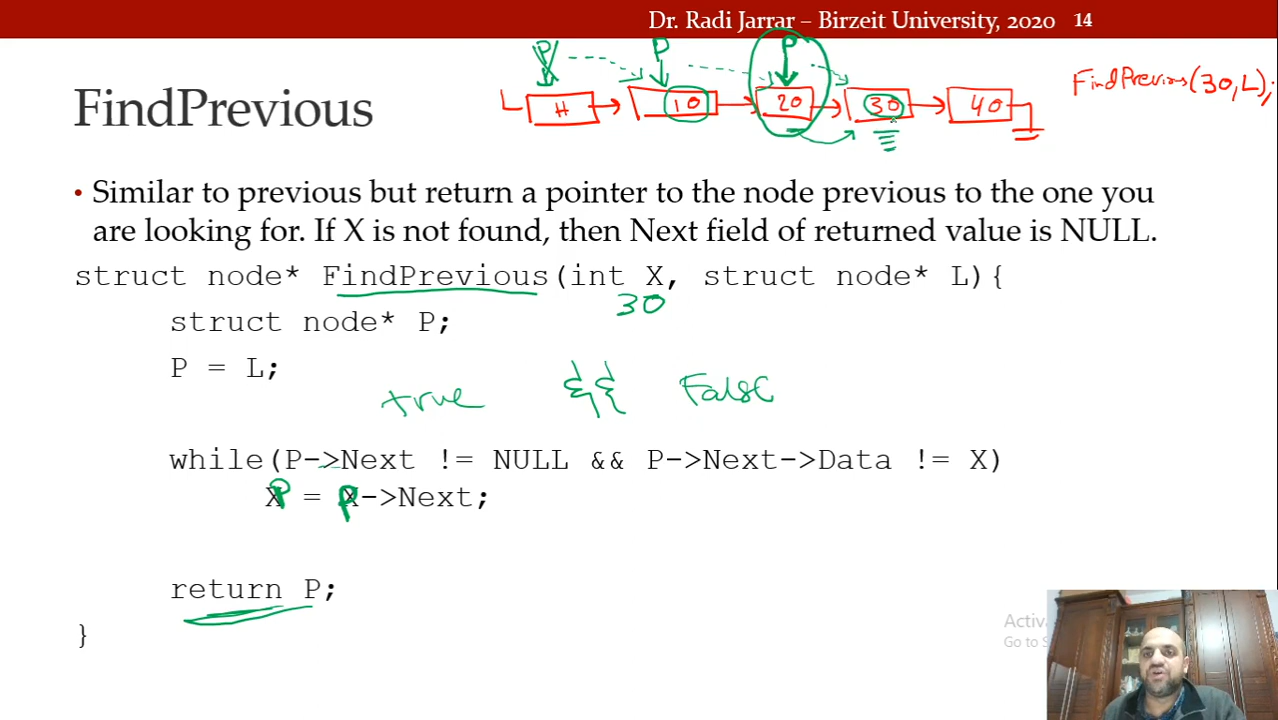 Dr. Radi Jarrar – Birzeit University, 2020 14
P P P
L H 10 20 30 40
FindPrevious(30,L);
FindPrevious
• Similar to previous but return a pointer to the node previous to the one you
are looking for. If X is not found, then Next field of returned value is NULL.
struct node* FindPrevious(int X, struct node* L){
30
struct node* P;
P = L;
true && False
while(P->Next != NULL && P->Next->Data != X)
P = P->Next;
return P;
}
Go to S